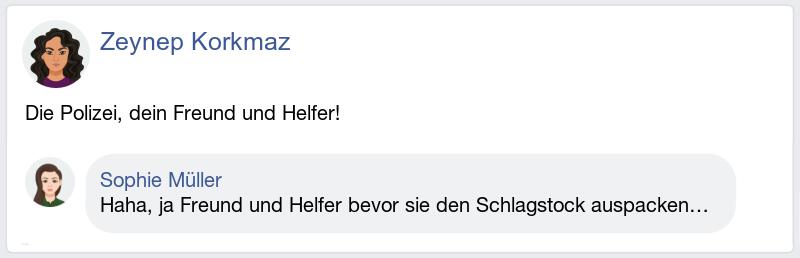 Zeynep Korkmaz
Die Polizei, dein Freund und Helfer!
Sophie Müller
Haha, ja Freund und Helfer bevor sie den Schlagstock auspacken…